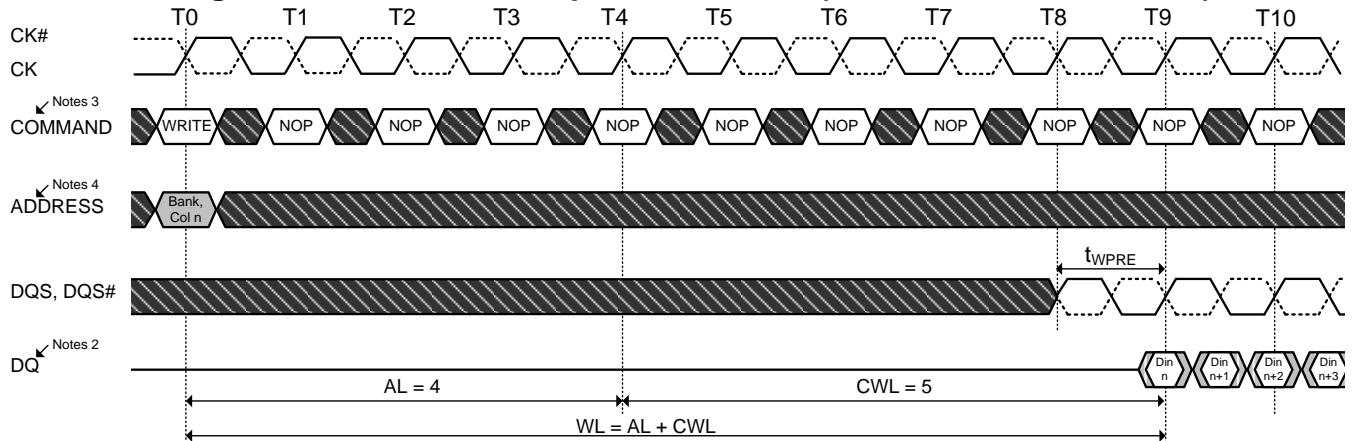 T0 T1 T2 T3 T4 T5 T6 T7 T8 T9 T10
CK#
CK
Notes 3
COMMAND WRITE NOP NOP NOP NOP NOP NOP NOP NOP NOP NOP
Notes 4
ADDRESS
Bank,
Col n
tWPRE
DQS, DQS#
Notes 2
DQ
Din Din Din Din
n n+1 n+2 n+3
AL = 4 CWL = 5
WL = AL + CWL